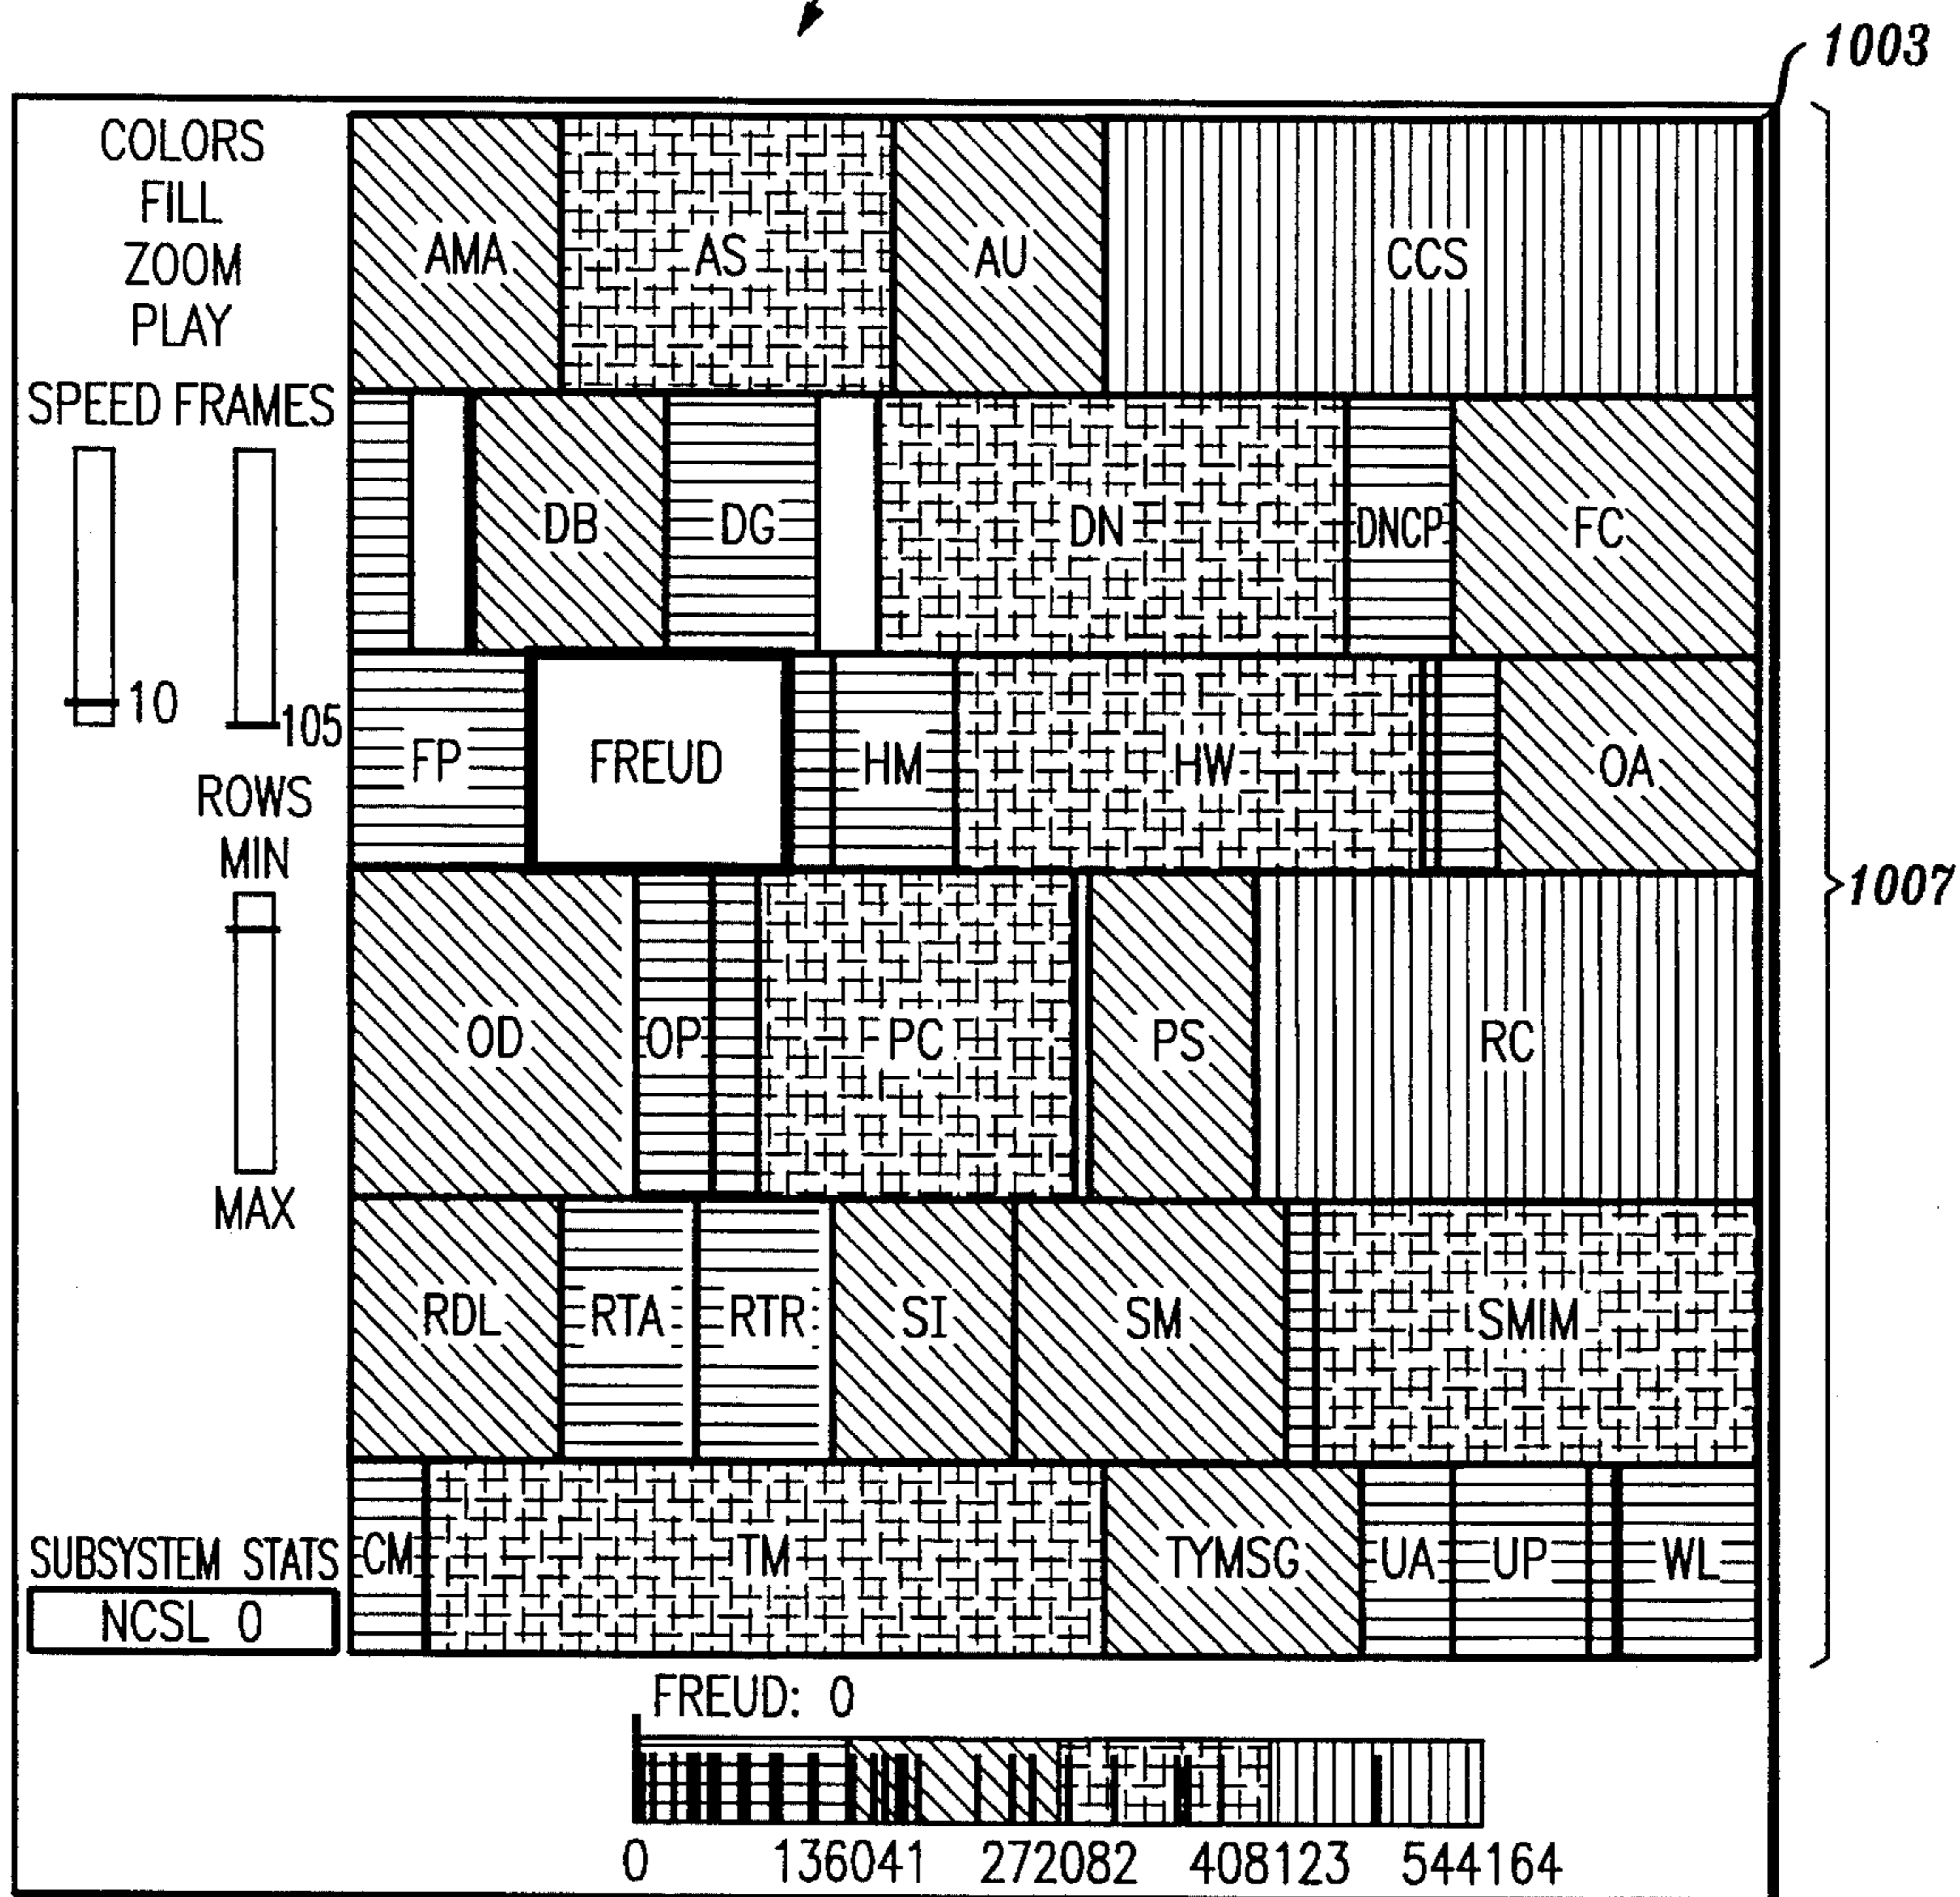 1003
COLORS
FILL
ZOOM
PLAY
SPEED FRAMES
10
105
ROWS
MIN
MAX
AMA AS AU CCS
DB DG DN DNCP FC
FP FREUD HM HW OA
1007
OD OP PC PS RC
RDL RTA RTR SI SM SMIM
CM TM TYMSG UA UP WL
SUBSYSTEM STATS
NCSL 0
FREUD: 0
0 136041 272082 408123 544164